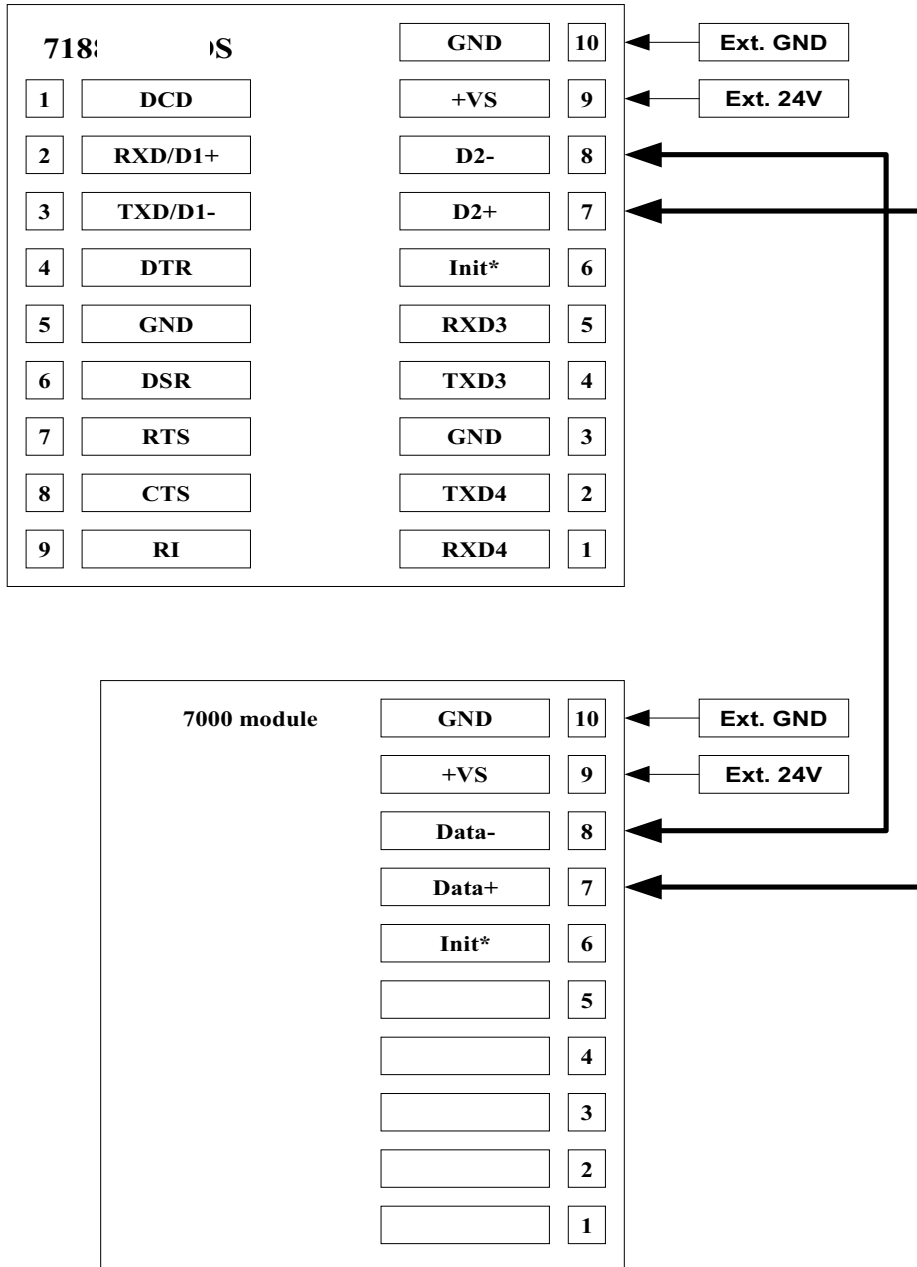 GND 10 Ext. GND
1 DCD +VS 9 Ext. 24V
2 RXD/D1+ D2- 8
3 TXD/D1- D2+ 7
4 DTR Init* 6
5 GND RXD3 5
6 DSR TXD3 4
7 RTS GND 3
8 CTS TXD4 2
9 RI RXD4 1
7000 module GND 10 Ext. GND
+VS 9 Ext. 24V
Data- 8
Data+ 7
Init* 6
5
4
3
2
1